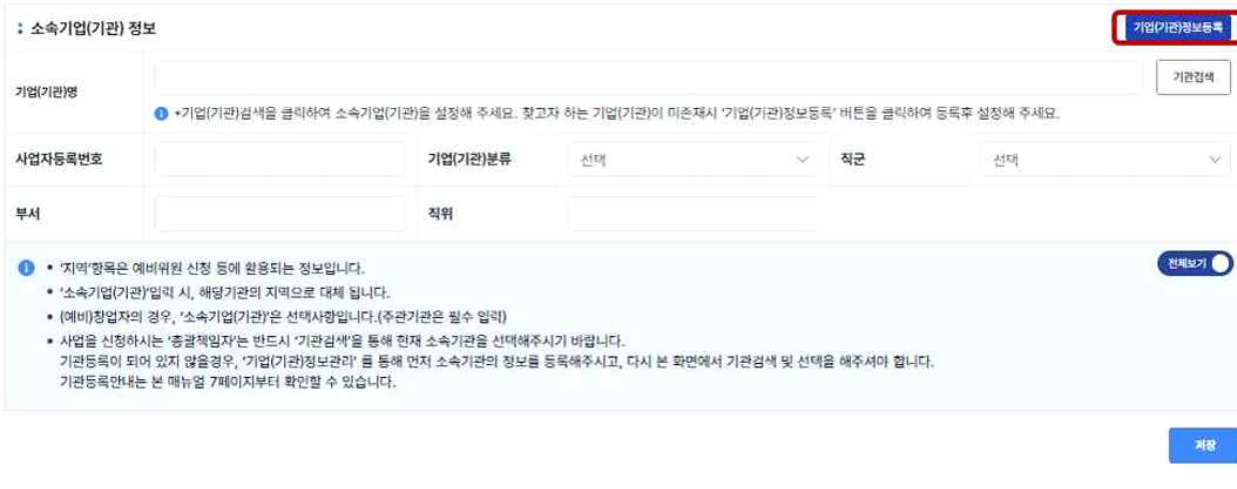 : 소속기업(기관) 정보
기업(기관)정보등록
기업(기관)명
기관검색
*기업(기관)검색을 클릭하여 소속기업(기관)을 설정해 주세요. 찾고자 하는 기업(기관)이 미존재시 '기업(기관)정보등록' 버튼을 클릭하여 등록후 설정해 주세요.
사업자등록번호 기업(기관)분류 선택 직군 선택
부서 직위
• '지역'항목은 예비위원 신청 등에 활용되는 정보입니다.
전체보기
• '소속기업(기관)'입력 시, 해당기관의 지역으로 대체 됩니다.
• (예비)창업자의 경우, '소속기업(기관)'은 선택사항입니다.(주관기관은 필수 입력)
• 사업을 신청하시는 '총괄책임자'는 반드시 '기관검색'을 통해 현재 소속기관을 선택해주시기 바랍니다.
기관등록이 되어 있지 않을경우, '기업(기관)정보관리' 를 통해 먼저 소속기관의 정보를 등록해주시고, 다시 본 화면에서 기관검색 및 선택을 해주셔야 합니다.
기관등록안내는 본 매뉴얼 7페이지부터 확인할 수 있습니다.
저장